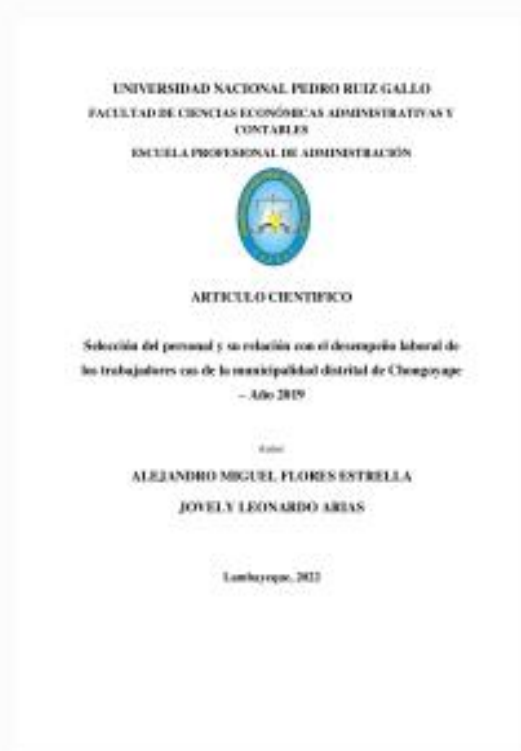 UNIVERSIDAD NACIONAL PEDRO RUIZ GALLO
FACULTAD DE CIENCIAS ECONÓMICAS ADMINISTRATIVAS Y
CONTABLES
ESCUELA PROFESIONAL DE ADMINISTRACIÓN
ARTICULO CIENTIFICO
Selección del personal y su relación con el desempeño laboral de
los trabajadores cas de la municipalidad distrital de Chongoyape
– Año 2019
ALEJANDRO MIGUEL FLORES ESTRELLA
JOVELY LEONARDO ARIAS
Lambayeque, 2022